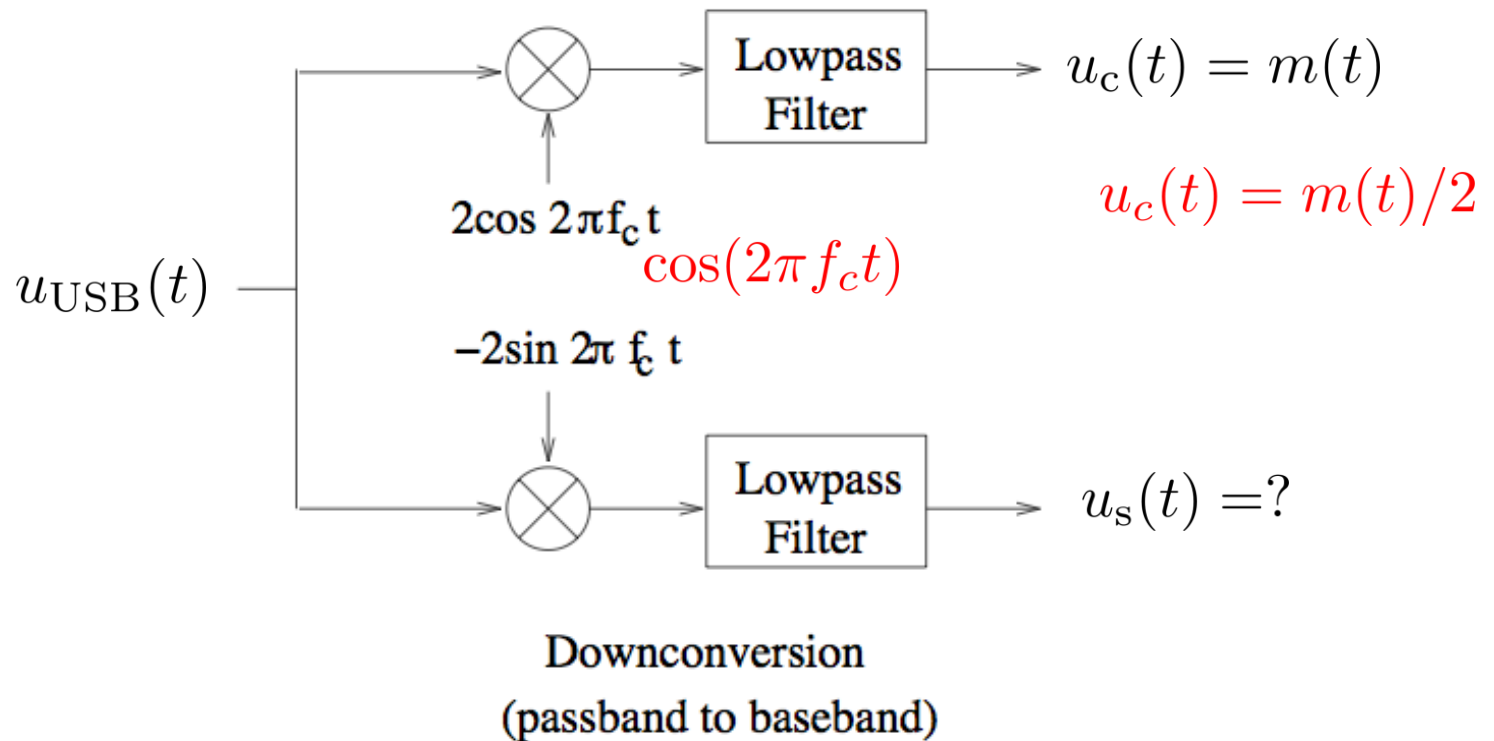 Lowpass
Filter
u_c(t) = m(t)
u_c(t) = m(t)/2
2cos 2πf_c t
cos(2πf_c t)
u_USB(t)
−2sin 2π f_c t
Lowpass
Filter
u_s(t) =?
Downconversion
(passband to baseband)